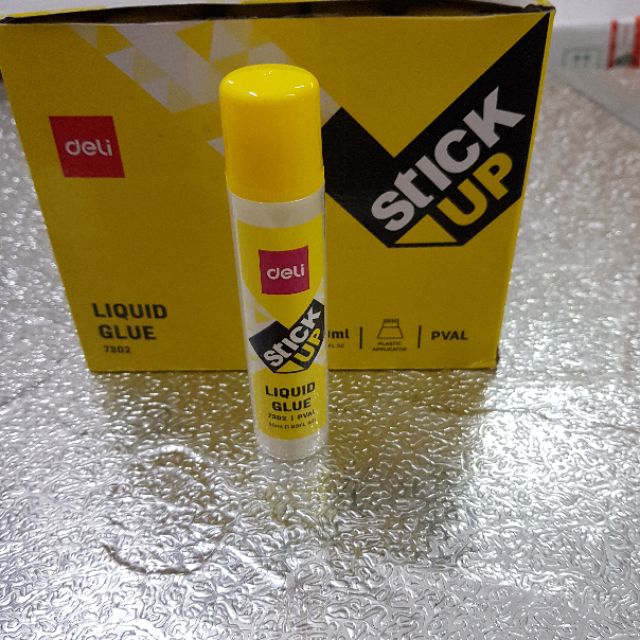 deli
STICK
UP
LIQUID
GLUE
7302
ml
PLASTIC
APPLICATOR
PVAL
deli
STICK
UP
LIQUID
GLUE
7302 | PVAL